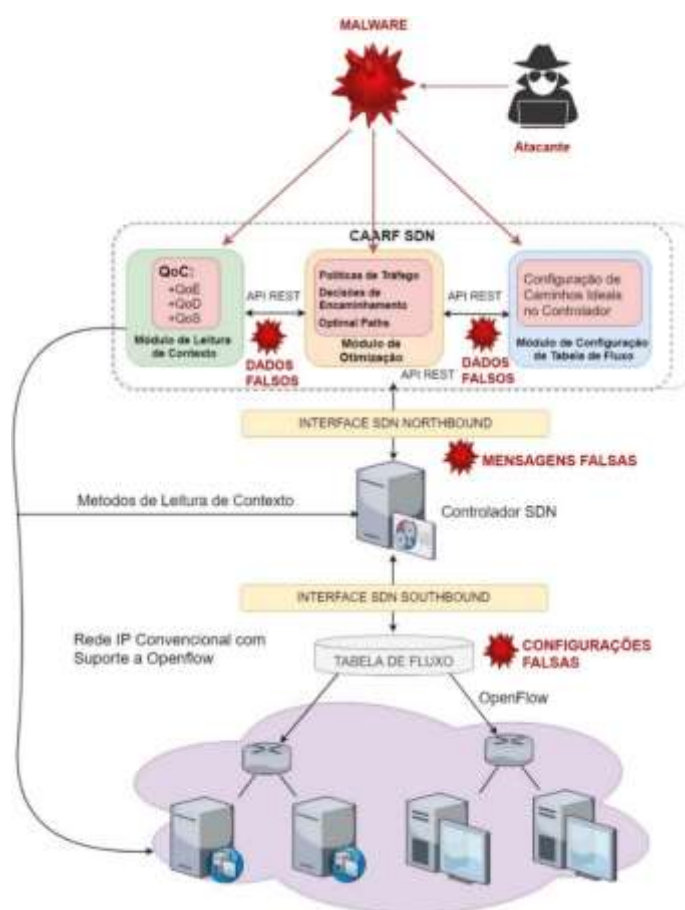 MALWARE
Atacante
CAARF SDN
QoC:
+QoE
+QoD
+QoS
Módulo de Leitura
de Contexto
API REST
DADOS
FALSOS
Políticas de Tráfego
Decisões de
Encaminhamento
Optimal Paths
Módulo de
Otimização
API REST
DADOS
FALSOS
Configuração de
Caminhos Ideais
no Controlador
Módulo de Configuração
de Tabela de Fluxo
API REST
INTERFACE SDN NORTHBOUND
MENSAGENS FALSAS
Metodos de Leitura de Contexto
Controlador SDN
INTERFACE SDN SOUTHBOUND
Rede IP Convencional com
Suporte a Openflow
TABELA DE FLUXO
CONFIGURAÇÕES
FALSAS
OpenFlow